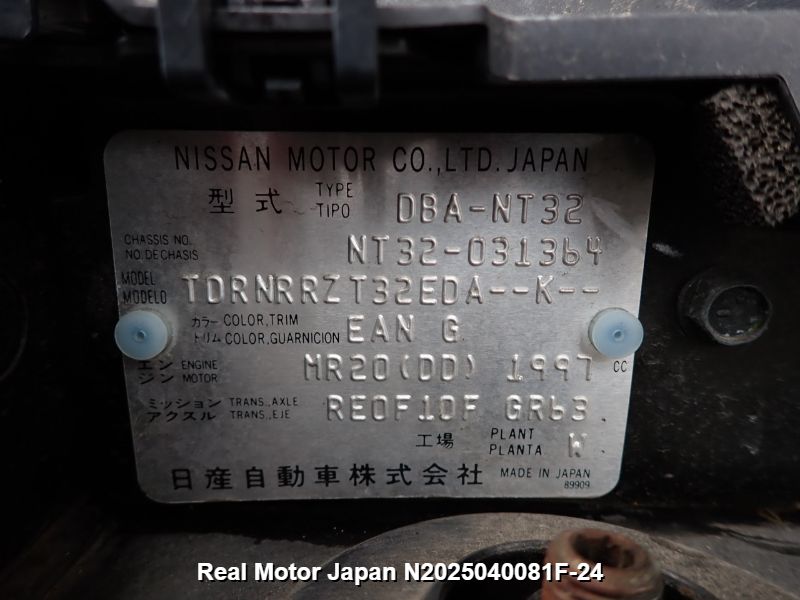 NISSAN MOTOR CO.,LTD. JAPAN
型式 TYPE TIPO DBA-NT32
CHASSIS NO. NO. DE CHASIS NT32-031364
MODEL MODELO TDRNRRZT32EDA--K--
カラー COLOR,TRIM トリム COLOR,GUARNICION EAN G
エンジン ENGINE MOTOR MR20(DD) 1997 CC
ミッション TRANS.,AXLE アクスル TRANS.,EJE RE0F10F GR63
工場 PLANT PLANTA W
日産自動車株式会社 MADE IN JAPAN
89909
Real Motor Japan N2025040081F-24